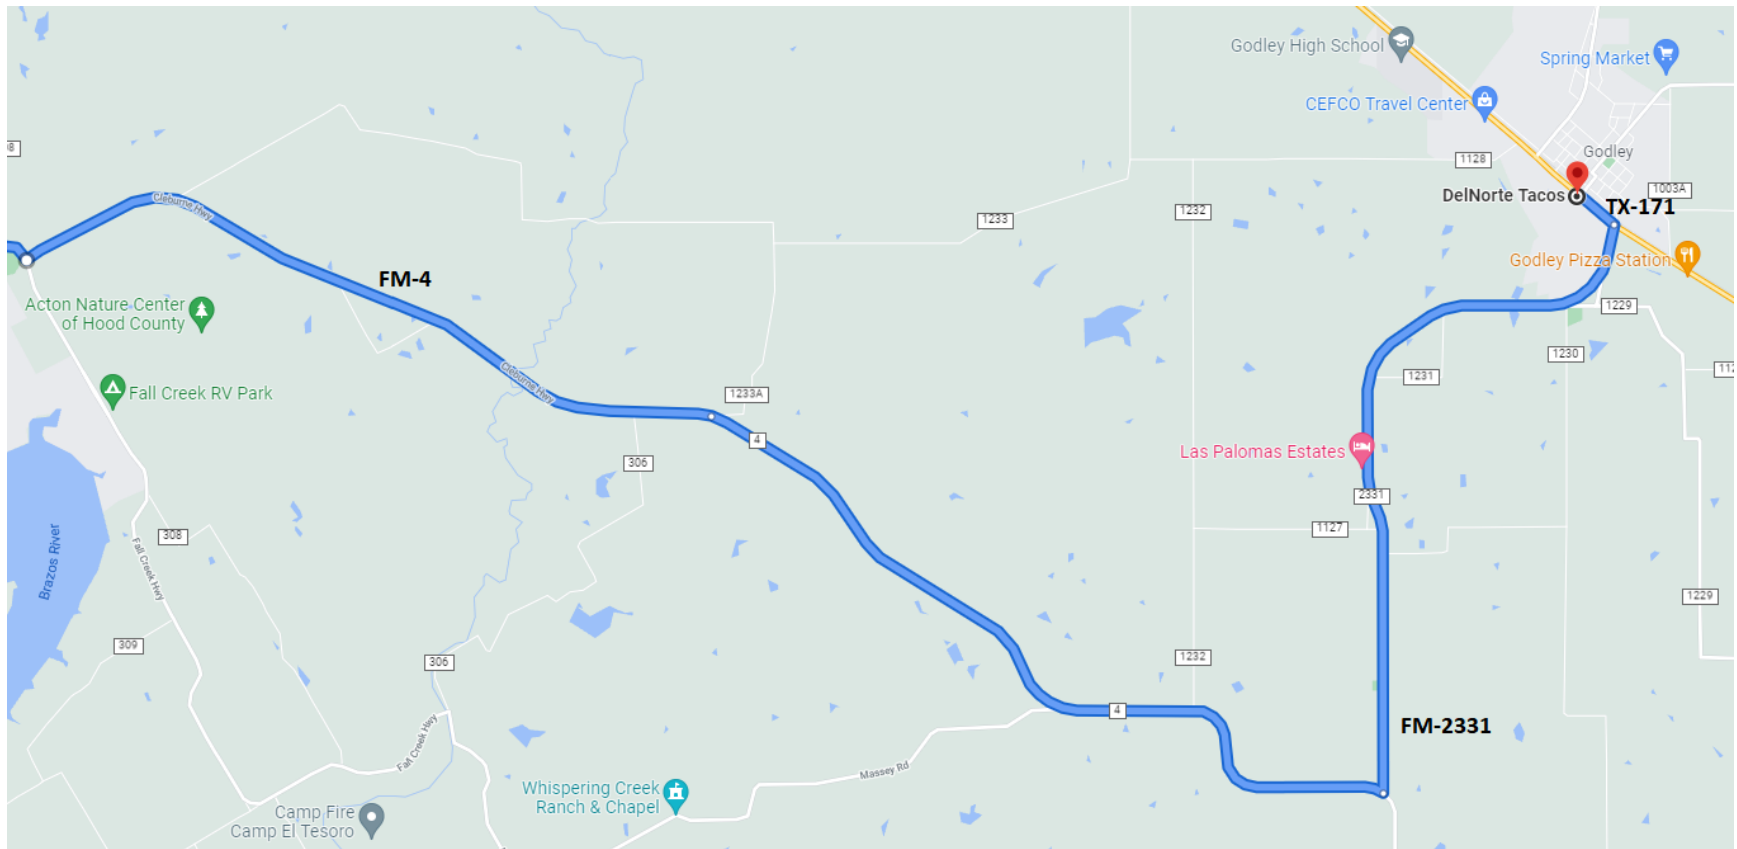 Godley High School
Spring Market
CEFCO Travel Center
Godley
1128
DelNorte Tacos
1003A
TX-171
1232
1233
Cleburne Hwy
Godley Pizza Station
FM-4
Acton Nature Center
of Hood County
1229
1230
1231
Fall Creek RV Park
1233A
4
Las Palomas Estates
306
2331
1127
308
Brazos River
Fall Creek Hwy
Cleburne Hwy
1229
309
306
1232
4
FM-2331
Fall Creek Hwy
Massey Rd
Whispering Creek
Ranch & Chapel
Camp Fire
Camp El Tesoro